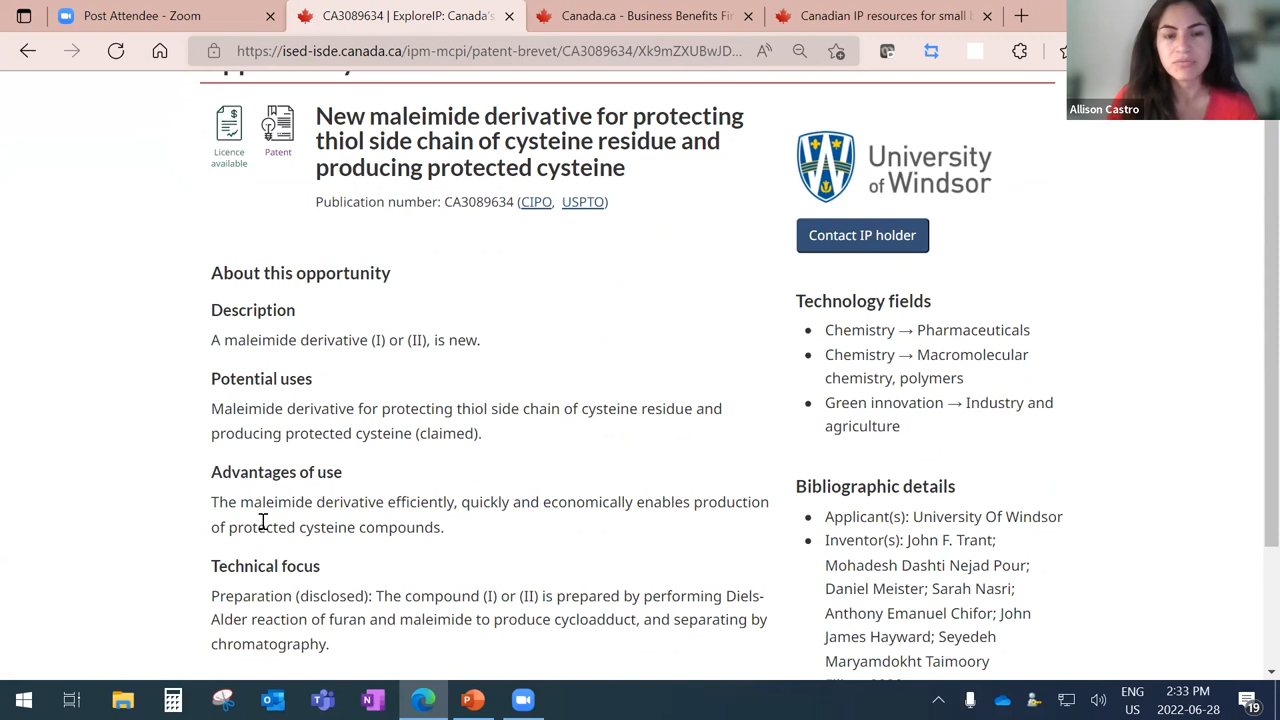 Post Attendee - Zoom
CA3089634 | ExploreIP: Canada's
Canada.ca - Business Benefits Fi
Canadian IP resources for small b
https://ised-isde.canada.ca/ipm-mcpi/patent-brevet/CA3089634/Xk9mZXUBwJD...
Allison Castro
Licence
available
Patent
New maleimide derivative for protecting
thiol side chain of cysteine residue and
producing protected cysteine
Publication number: CA3089634 (CIPO, USPTO)
University
of Windsor
Contact IP holder
About this opportunity
Description
A maleimide derivative (I) or (II), is new.
Potential uses
Maleimide derivative for protecting thiol side chain of cysteine residue and
producing protected cysteine (claimed).
Advantages of use
The maleimide derivative efficiently, quickly and economically enables production
of protected cysteine compounds.
Technical focus
Preparation (disclosed): The compound (I) or (II) is prepared by performing Diels-
Alder reaction of furan and maleimide to produce cycloadduct, and separating by
chromatography.
Technology fields
Chemistry → Pharmaceuticals
Chemistry → Macromolecular
chemistry, polymers
Green innovation → Industry and
agriculture
Bibliographic details
Applicant(s): University Of Windsor
Inventor(s): John F. Trant;
Mohadesh Dashti Nejad Pour;
Daniel Meister; Sarah Nasri;
Anthony Emanuel Chifor; John
James Hayward; Seyedeh
Maryamdokht Taimoory
ENG
US
2:33 PM
2022-06-28
19